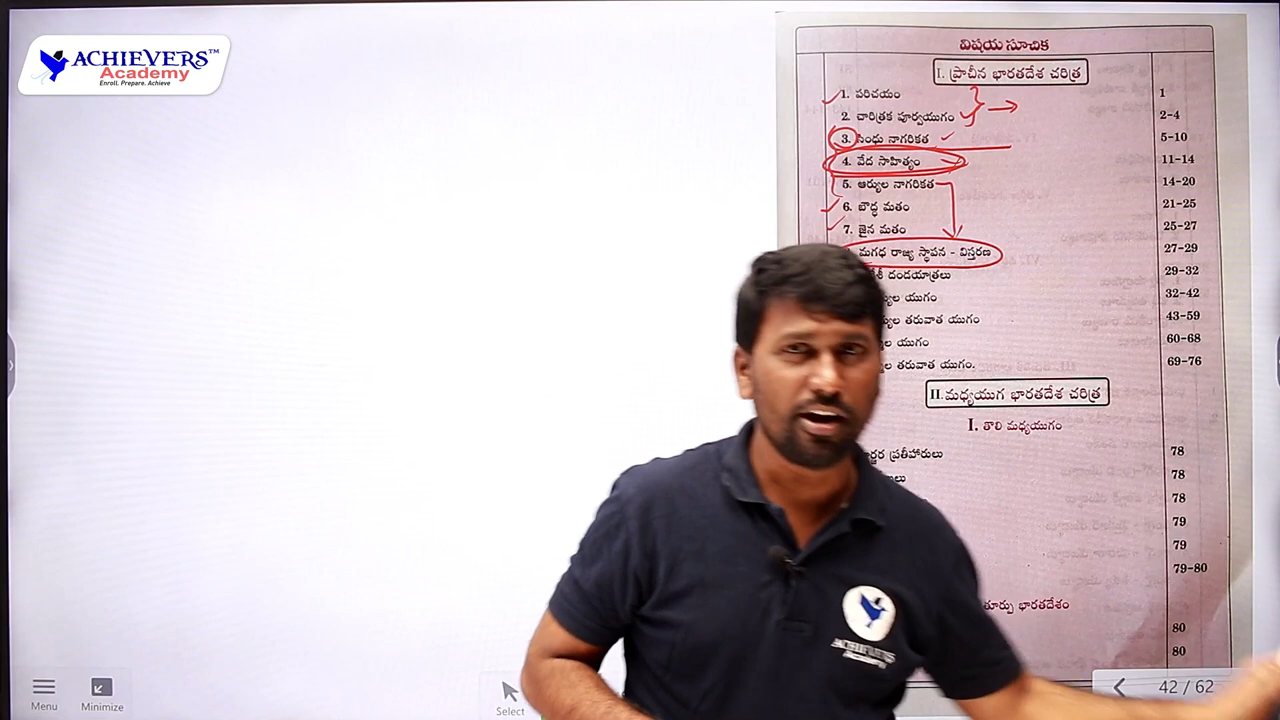 ACHIEVERS™
Academy
Enroll. Prepare. Achieve
విషయ సూచిక
I. ప్రాచీన భారతదేశ చరిత్ర
1. పరిచయం 1
2. చారిత్రక పూర్వయుగం 2-4
3. సింధు నాగరికత 5-10
4. వేద సాహిత్యం 11-14
5. ఆర్యుల నాగరికత 14-20
6. బౌద్ధ మతం 21-25
7. జైన మతం 25-27
మగధ రాజ్య స్థాపన - విస్తరణ 27-29
దండయాత్రలు 29-32
యుగం 32-42
తరువాత యుగం 43-59
యుగం 60-68
తరువాత యుగం. 69-76
II.మధ్యయుగ భారతదేశ చరిత్ర
I. తొలి మధ్యయుగం
ప్రతీహారులు 78
78
78
79
79
79-80
తూర్పు భారతదేశం
80
80
ACHIEVERS
Academy
Menu
Minimize
Select
42 / 62